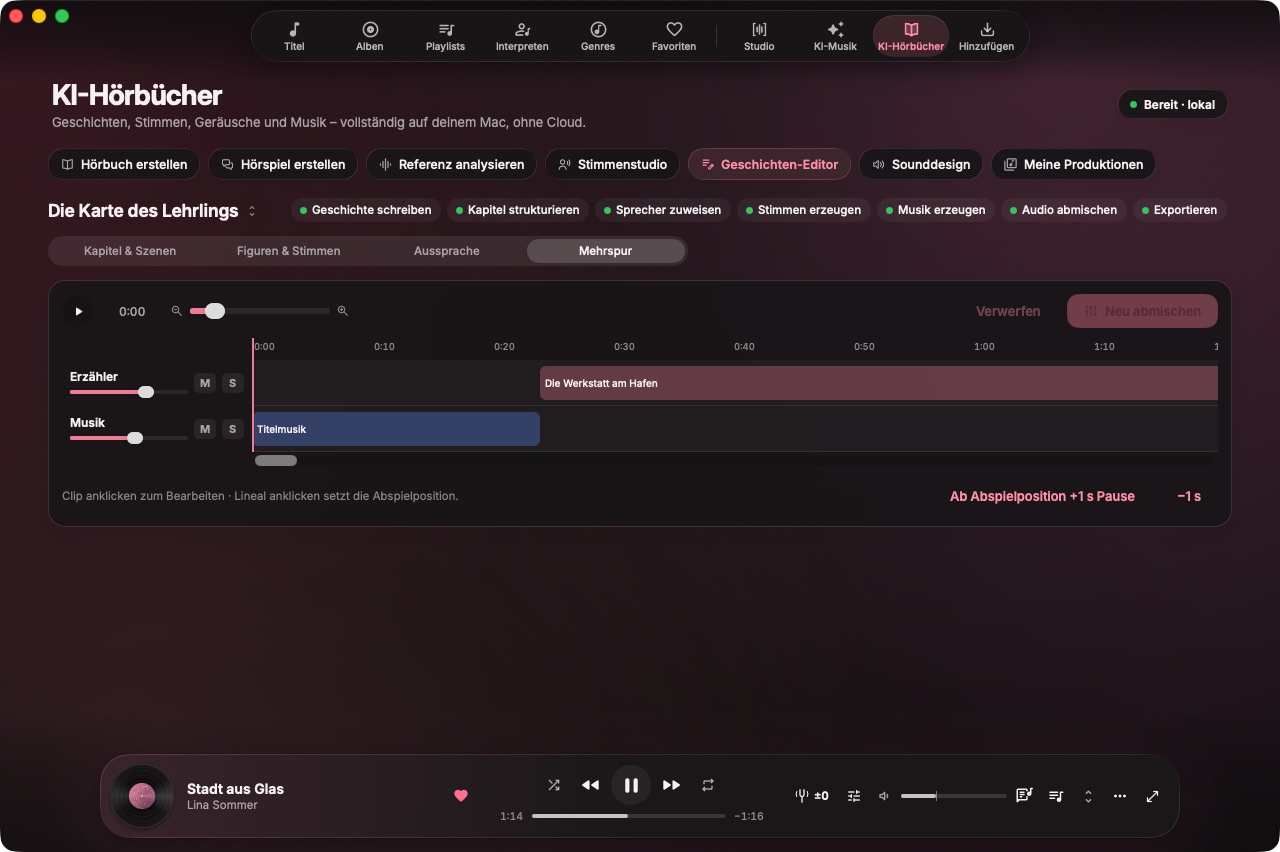 Titel Alben Playlists Interpreten Genres Favoriten Studio KI-Musik KI-Hörbücher Hinzufügen
KI-Hörbücher
Geschichten, Stimmen, Geräusche und Musik – vollständig auf deinem Mac, ohne Cloud.
Bereit · lokal
Hörbuch erstellen Hörspiel erstellen Referenz analysieren Stimmenstudio Geschichten-Editor Sounddesign Meine Produktionen
Die Karte des Lehrlings Geschichte schreiben Kapitel strukturieren Sprecher zuweisen Stimmen erzeugen Musik erzeugen Audio abmischen Exportieren
Kapitel & Szenen Figuren & Stimmen Aussprache Mehrspur
0:00 Verwerfen Neu abmischen
0:00 0:10 0:20 0:30 0:40 0:50 1:00 1:10 1
Erzähler M S Die Werkstatt am Hafen
Musik M S Titelmusik
Clip anklicken zum Bearbeiten · Lineal anklicken setzt die Abspielposition. Ab Abspielposition +1 s Pause −1 s
Stadt aus Glas
Lina Sommer
±0
1:14 −1:16